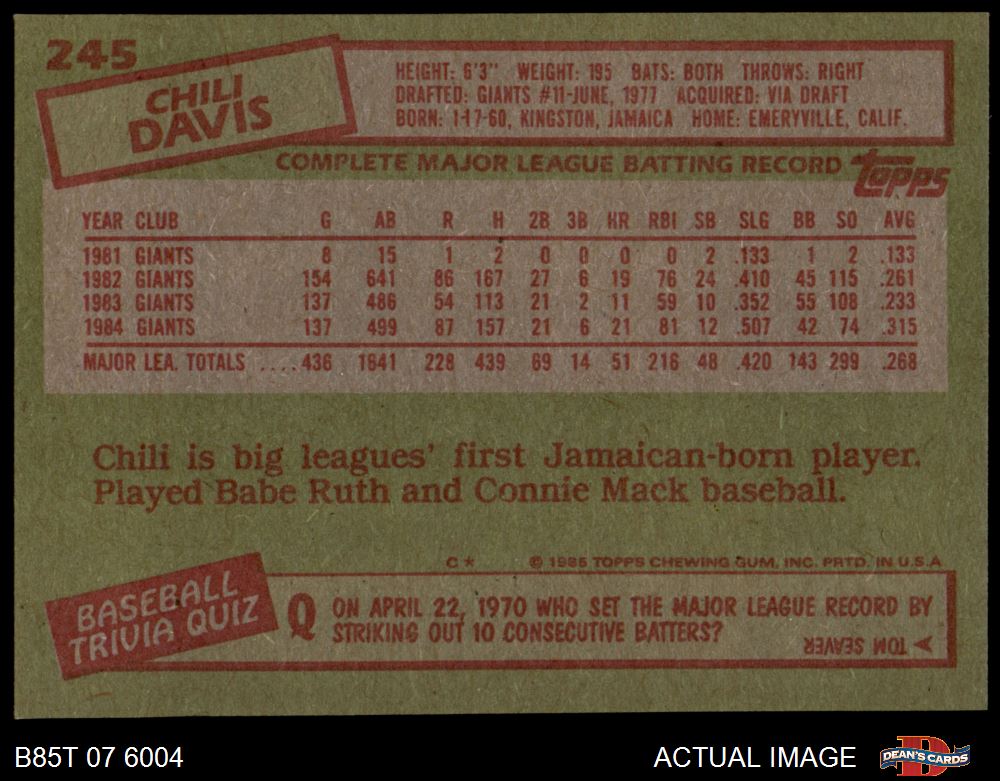 245
CHILI
DAVIS
HEIGHT: 6'3" WEIGHT: 195 BATS: BOTH THROWS: RIGHT
DRAFTED: GIANTS #11-JUNE, 1977 ACQUIRED: VIA DRAFT
BORN: 1-17-60, KINGSTON, JAMAICA HOME: EMERYVILLE, CALIF.
COMPLETE MAJOR LEAGUE BATTING RECORD topps
YEAR CLUB G AB R H 2B 3B HR RBI SB SLG BB SO AVG
1981 GIANTS 8 15 1 2 0 0 0 0 2 .133 1 2 .133
1982 GIANTS 154 641 86 167 27 6 19 76 24 .410 45 115 .261
1983 GIANTS 137 486 54 113 21 2 11 59 10 .352 55 108 .233
1984 GIANTS 137 499 87 157 21 6 21 81 12 .507 42 74 .315
MAJOR LEA. TOTALS ....436 1641 228 439 69 14 51 216 48 .420 143 299 .268
Chili is big leagues' first Jamaican-born player.
Played Babe Ruth and Connie Mack baseball.
C* © 1985 TOPPS CHEWING GUM, INC. PRTD. IN U.S.A
BASEBALL
TRIVIA QUIZ
Q ON APRIL 22, 1970 WHO SET THE MAJOR LEAGUE RECORD BY
STRIKING OUT 10 CONSECUTIVE BATTERS?
TOM SEAVER
B85T 07 6004 ACTUAL IMAGE DEAN'S CARDS